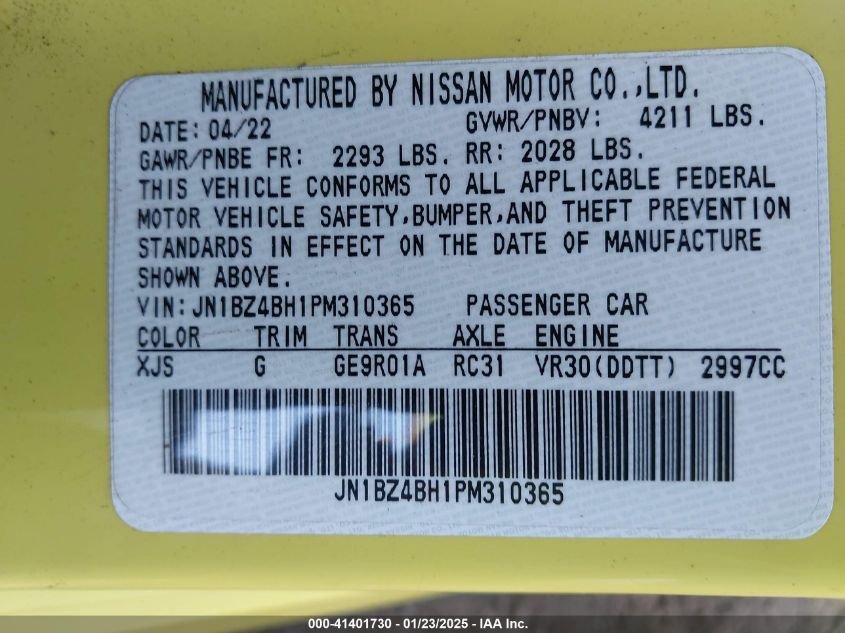 MANUFACTURED BY NISSAN MOTOR CO.,LTD.
DATE: 04/22 GVWR/PNBV: 4211 LBS.
GAWR/PNBE FR: 2293 LBS. RR: 2028 LBS.
THIS VEHICLE CONFORMS TO ALL APPLICABLE FEDERAL
MOTOR VEHICLE SAFETY,BUMPER,AND THEFT PREVENTION
STANDARDS IN EFFECT ON THE DATE OF MANUFACTURE
SHOWN ABOVE.
VIN:JN1BZ4BH1PM310365 PASSENGER CAR
COLOR TRIM TRANS AXLE ENGINE
XJS G GE9R01A RC31 VR30(DDTT) 2997CC
JN1BZ4BH1PM310365
000-41401730 - 01/23/2025 - IAA Inc.